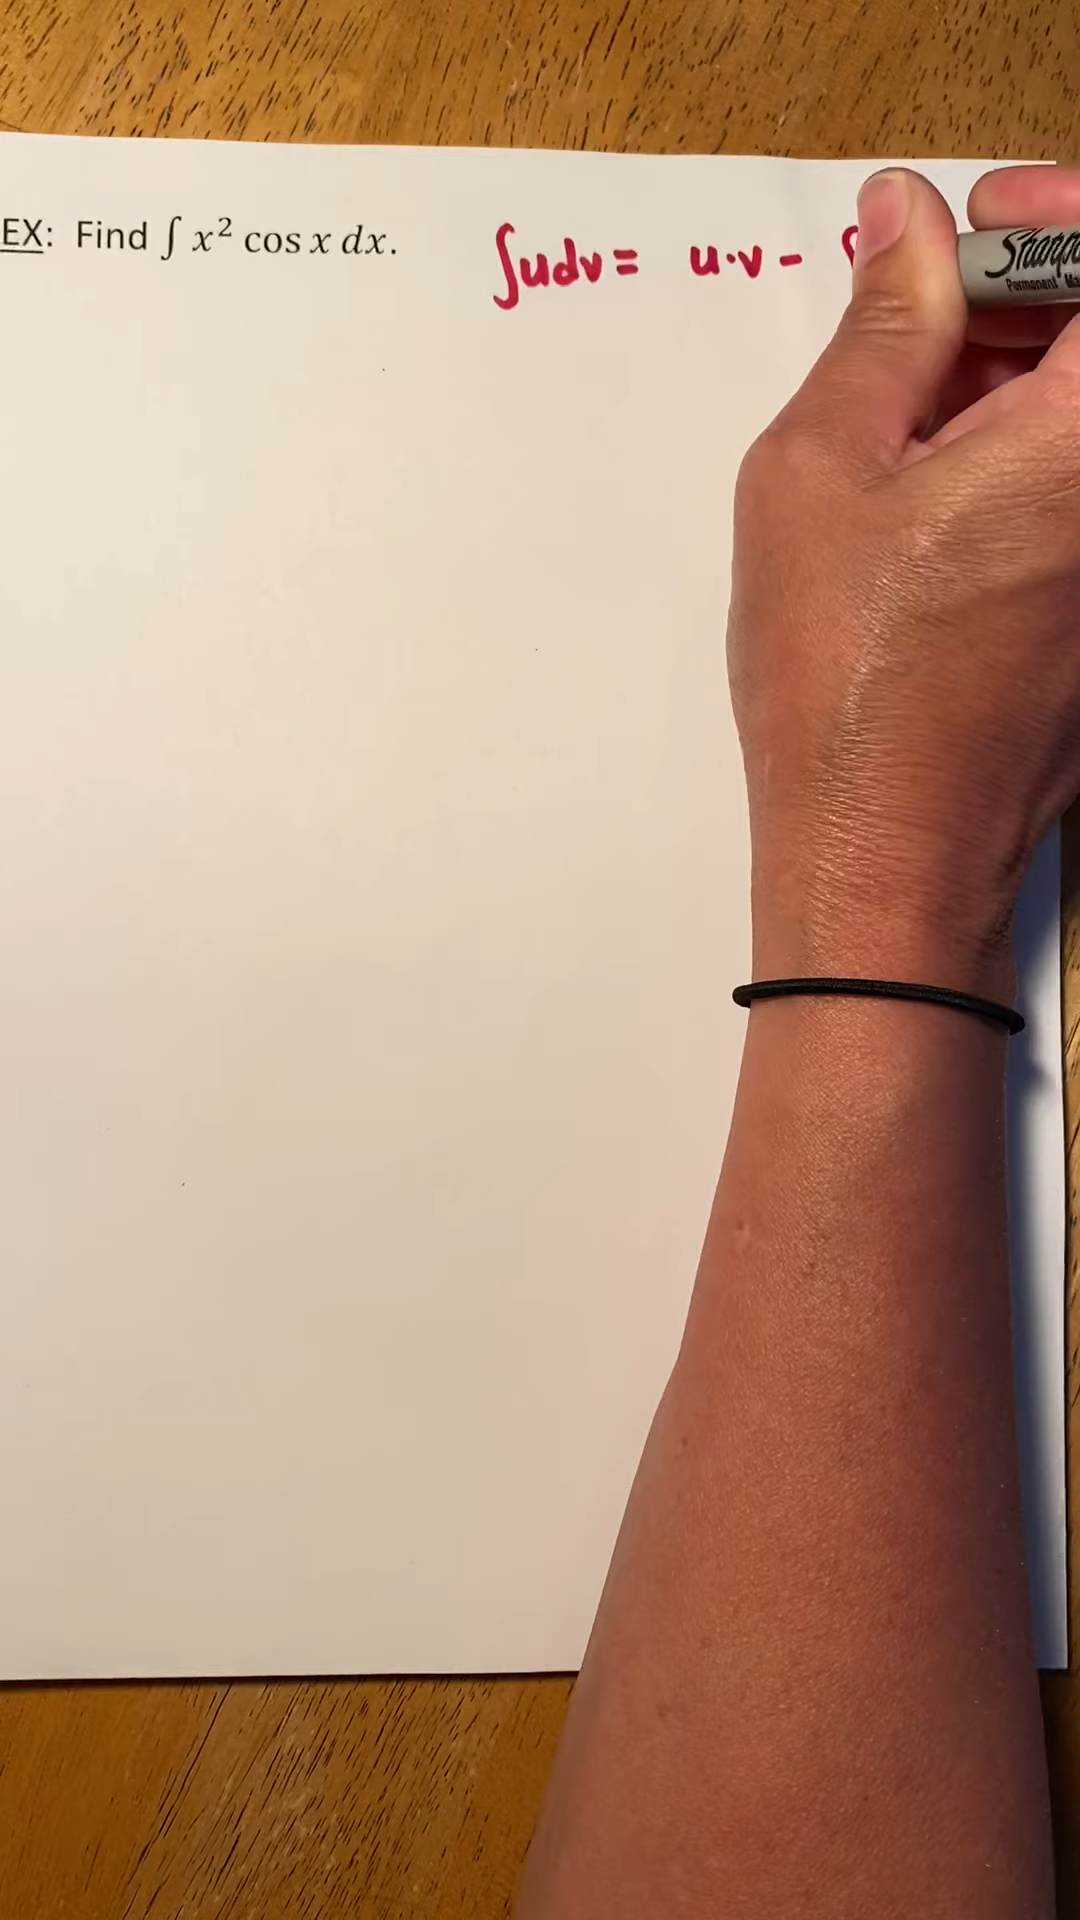 EX: Find ∫ x² cos x dx.
∫udv = u·v - ∫
Sharpie
Permanent